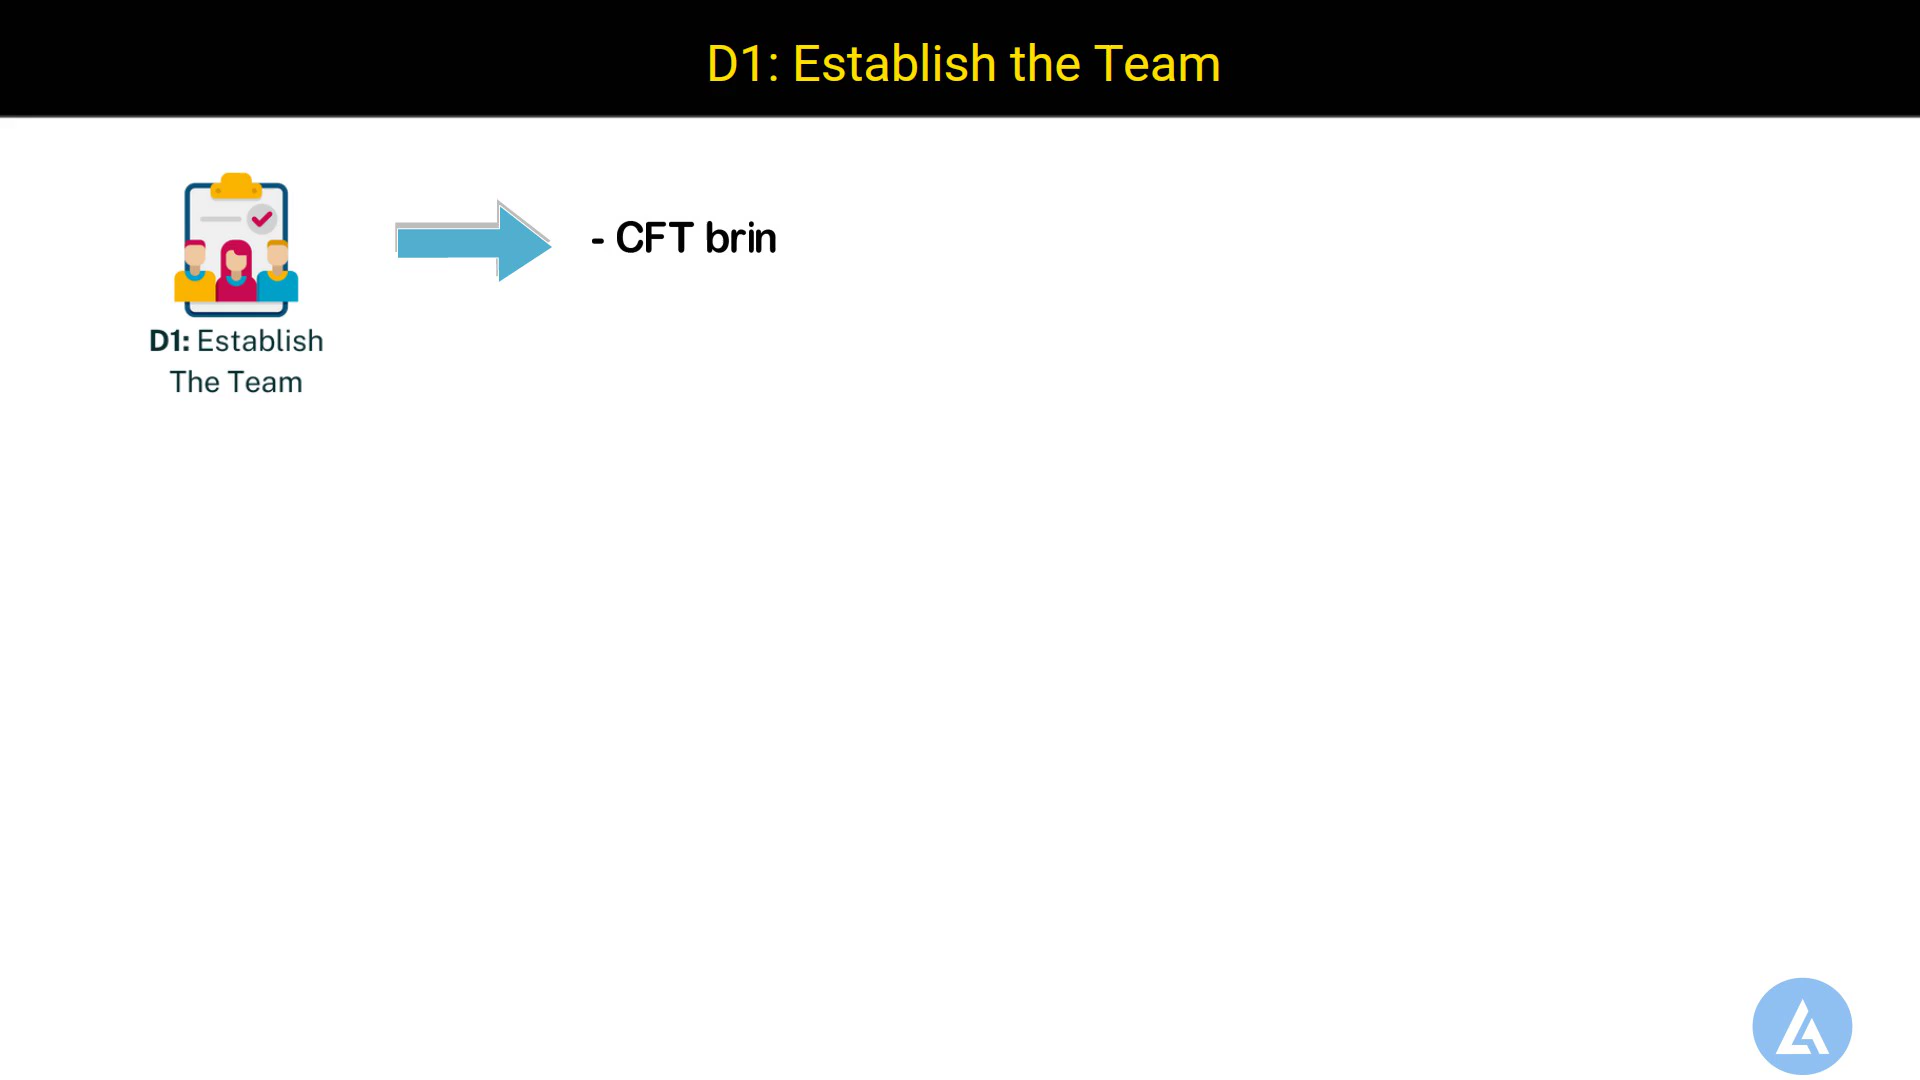 D1: Establish the Team
- CFT brin
D1: Establish
The Team